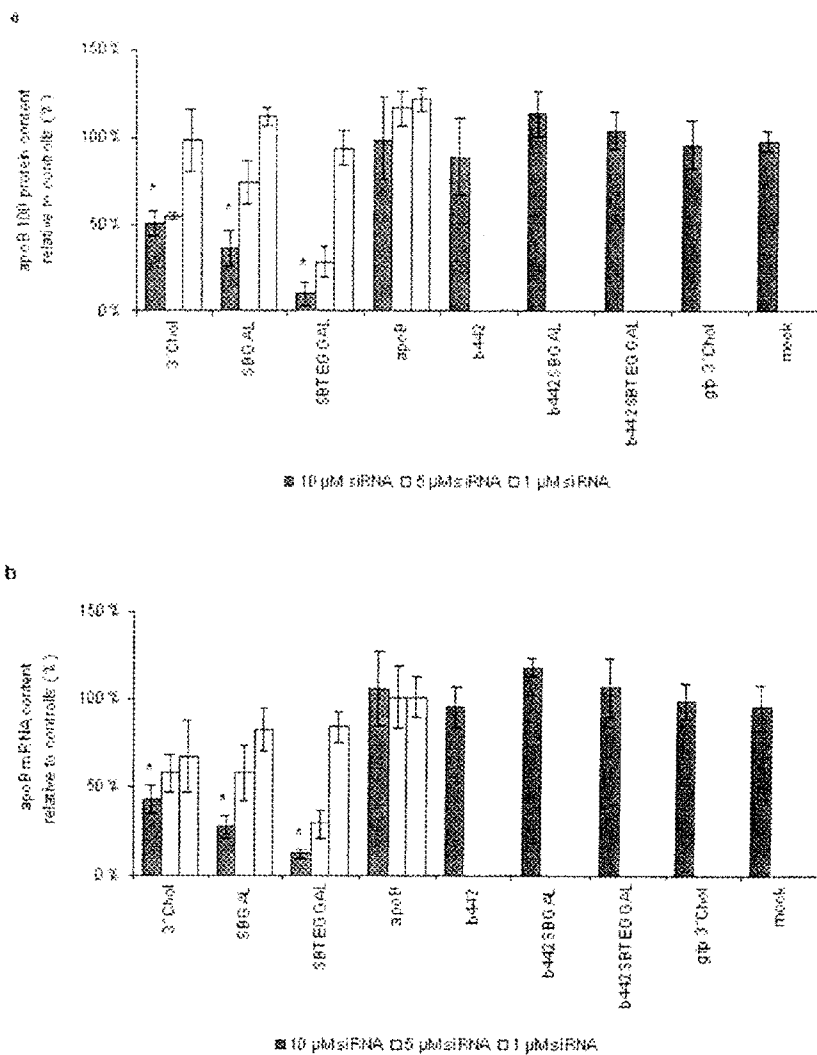 a
150 %
100 %
50 %
0 %
apoB 100 protein content
relative to controls (%)
*
*
*
3'Chol
SBGAL
SBTEGGAL
apoB
b442
b442SBGAL
b442SBTEGGAL
gfp 3'Chol
mock
10 µM siRNA 5 µM siRNA 1 µM siRNA
150 %
100 %
50 %
0 %
apoB mRNA content
relative to controls (%)
*
*
*
3'Chol
SBGAL
SBTEGGAL
apoB
b442
b442SBGAL
b442SBTEGGAL
gfp 3'Chol
mock
10 µM siRNA 5 µM siRNA 1 µM siRNA